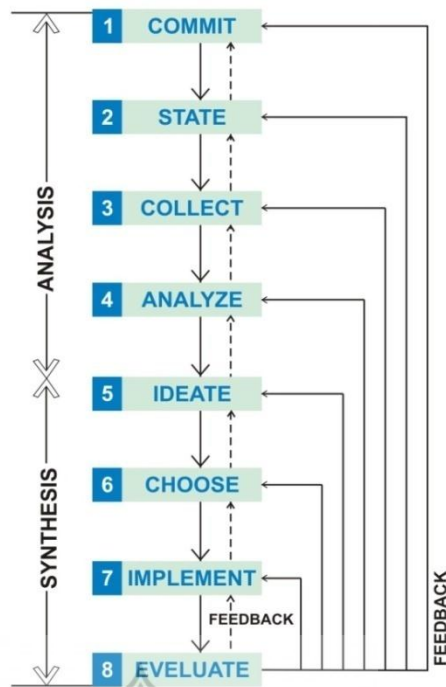 1 COMMIT
2 STATE
3 COLLECT
4 ANALYZE
5 IDEATE
6 CHOOSE
7 IMPLEMENT
FEEDBACK
8 EVELUATE
ANALYSIS
SYNTHESIS
FEEDBACK